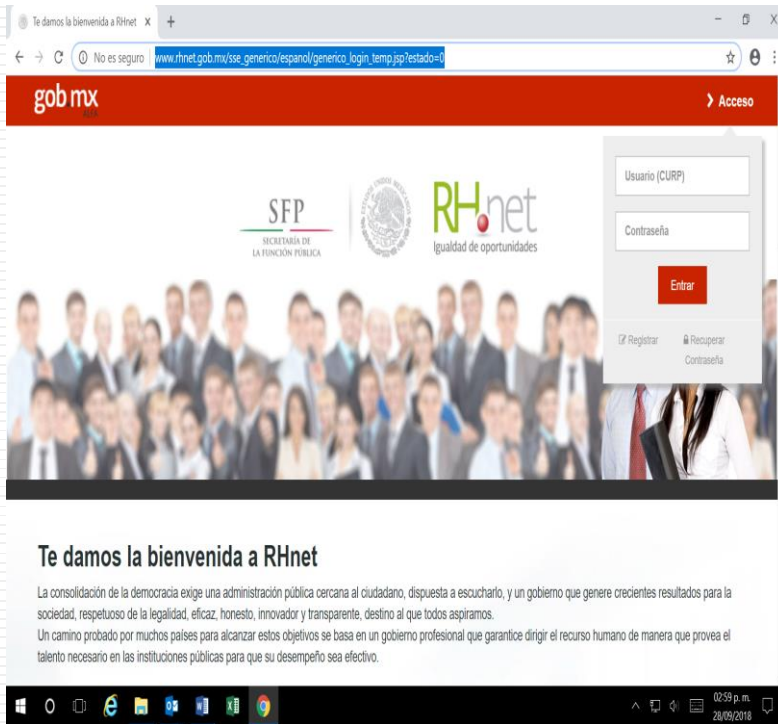 Te damos la bienvenida a RHnet
No es seguro
www.rhnet.gob.mx/sse_generico/espanol/generico_login_temp.jsp?estado=0
gob mx
Acceso
Usuario (CURP)
Contraseña
Entrar
Registrar
Recuperar
Contraseña
SFP
SECRETARÍA DE
LA FUNCIÓN PÚBLICA
RH net
Igualdad de oportunidades
Te damos la bienvenida a RHnet
La consolidación de la democracia exige una administración pública cercana al ciudadano, dispuesta a escucharlo, y un gobierno que genere crecientes resultados para la
sociedad, respetuoso de la legalidad, eficaz, honesto, innovador y transparente, destino al que todos aspiramos.
Un camino probado por muchos países para alcanzar estos objetivos se basa en un gobierno profesional que garantice dirigir el recurso humano de manera que provea el
talento necesario en las instituciones públicas para que su desempeño sea efectivo.
02:59 p. m.
28/09/2018